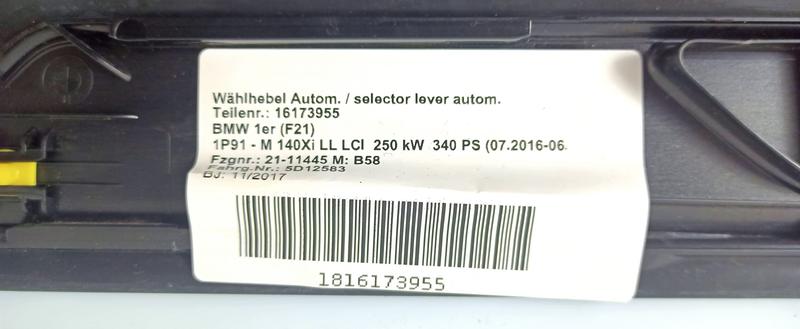 Wählhebel Autom. / selector lever autom.
Teilenr.: 16173955
BMW 1er (F21)
1P91 - M 140Xi LL LCI 250 kW 340 PS (07.2016-06.
Fzgnr.: 21-11445 M: B58
Fahrg.Nr.: 5D12583
BJ: 11/2017
1816173955